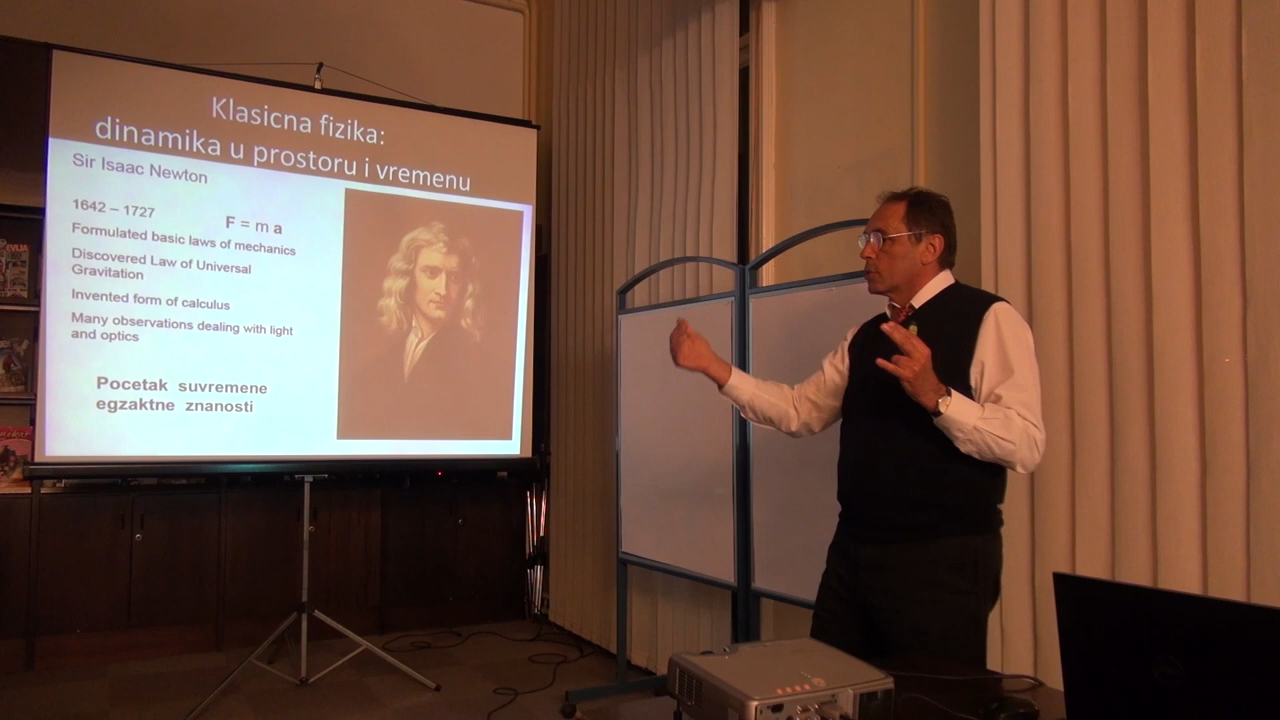 Klasicna fizika:
dinamika u prostoru i vremenu
Sir Isaac Newton
1642 – 1727
F = m a
Formulated basic laws of mechanics
Discovered Law of Universal
Gravitation
Invented form of calculus
Many observations dealing with light
and optics
Pocetak suvremene
egzaktne znanosti